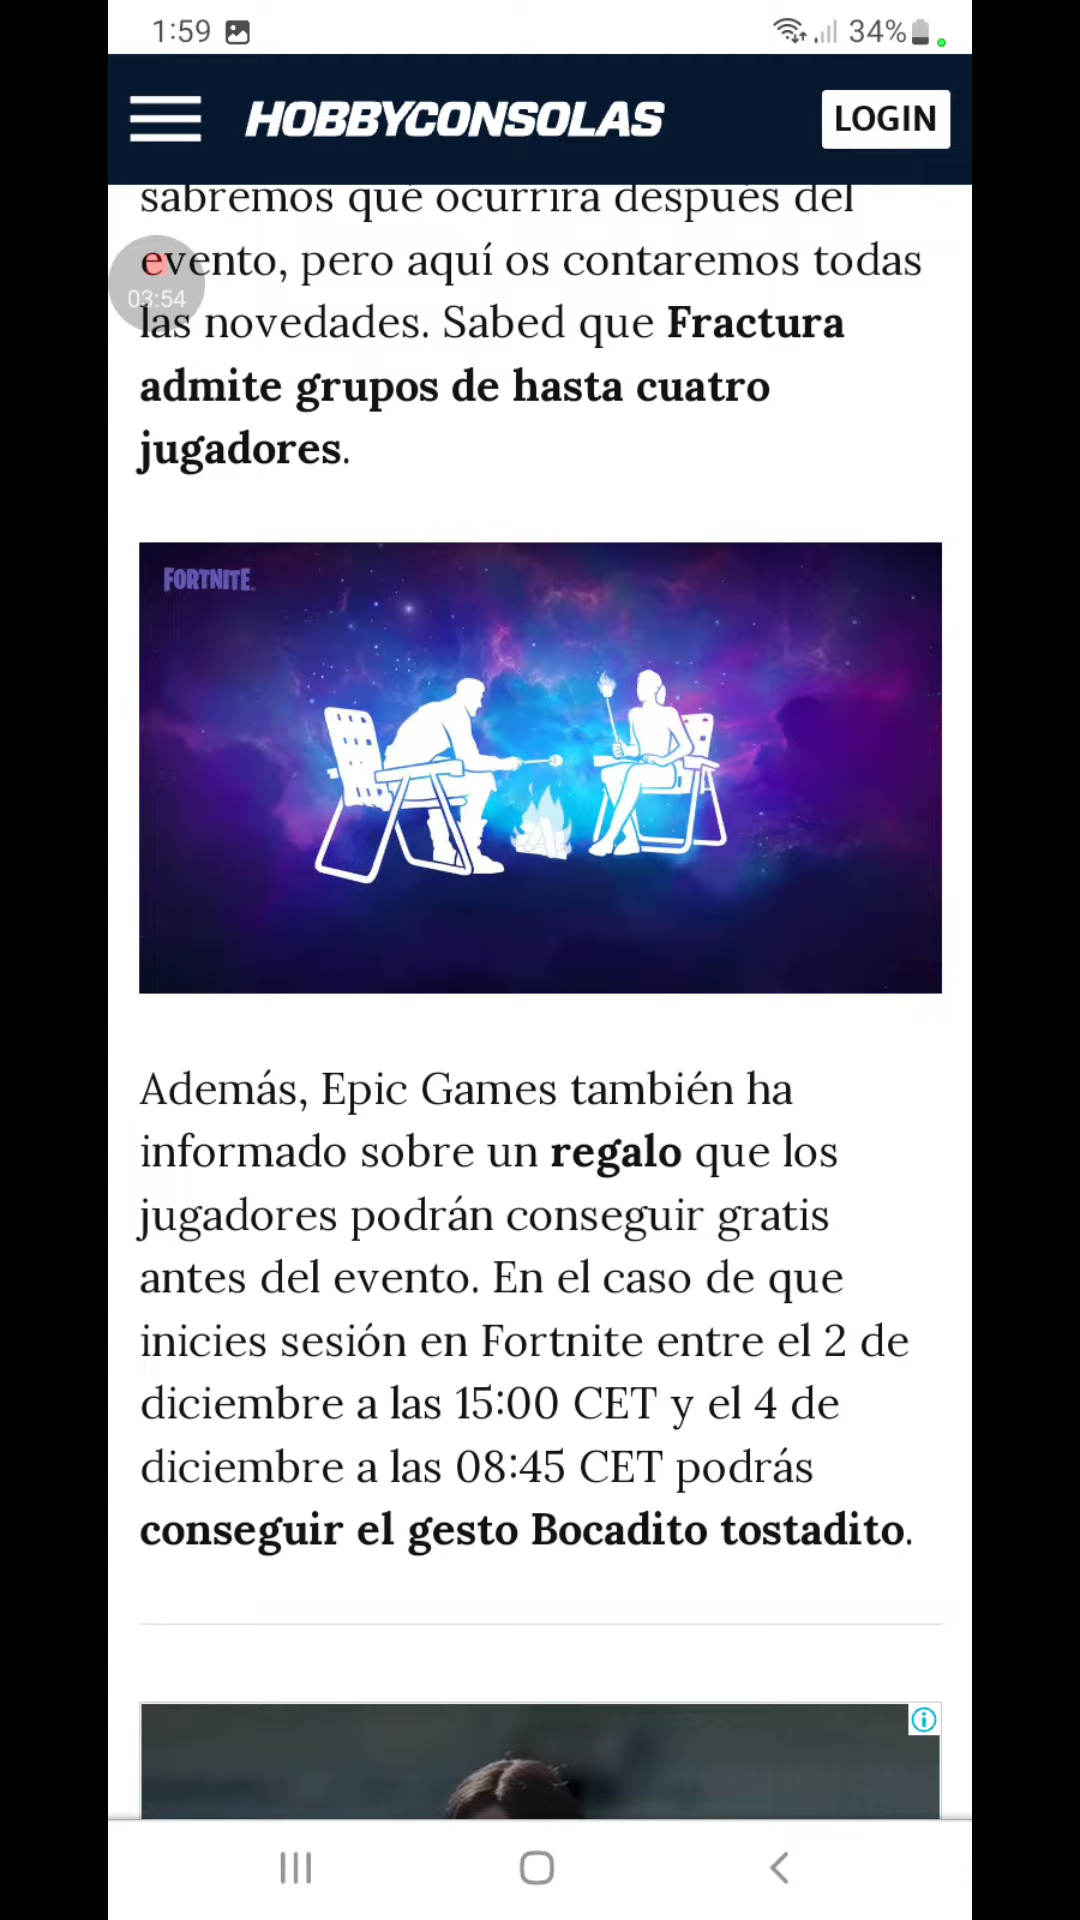 1:59
34%
HOBBYCONSOLAS
LOGIN
sabremos qué ocurrirá después del
evento, pero aquí os contaremos todas
03:54
las novedades. Sabed que Fractura
admite grupos de hasta cuatro
jugadores.
FORTNITE
Además, Epic Games también ha
informado sobre un regalo que los
jugadores podrán conseguir gratis
antes del evento. En el caso de que
inicies sesión en Fortnite entre el 2 de
diciembre a las 15:00 CET y el 4 de
diciembre a las 08:45 CET podrás
conseguir el gesto Bocadito tostadito.